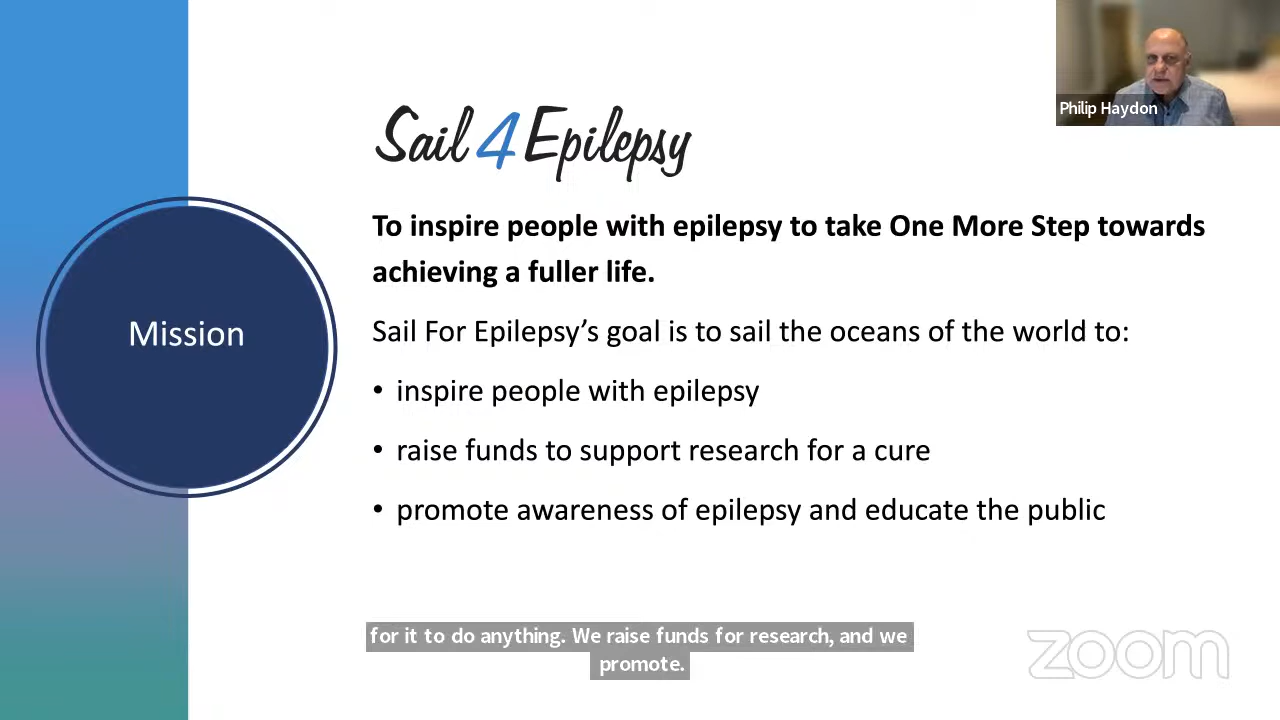 Philip Haydon
Sail 4 Epilepsy
To inspire people with epilepsy to take One More Step towards
achieving a fuller life.
Mission
Sail For Epilepsy’s goal is to sail the oceans of the world to:
• inspire people with epilepsy
• raise funds to support research for a cure
• promote awareness of epilepsy and educate the public
for it to do anything. We raise funds for research, and we
promote.
zoom